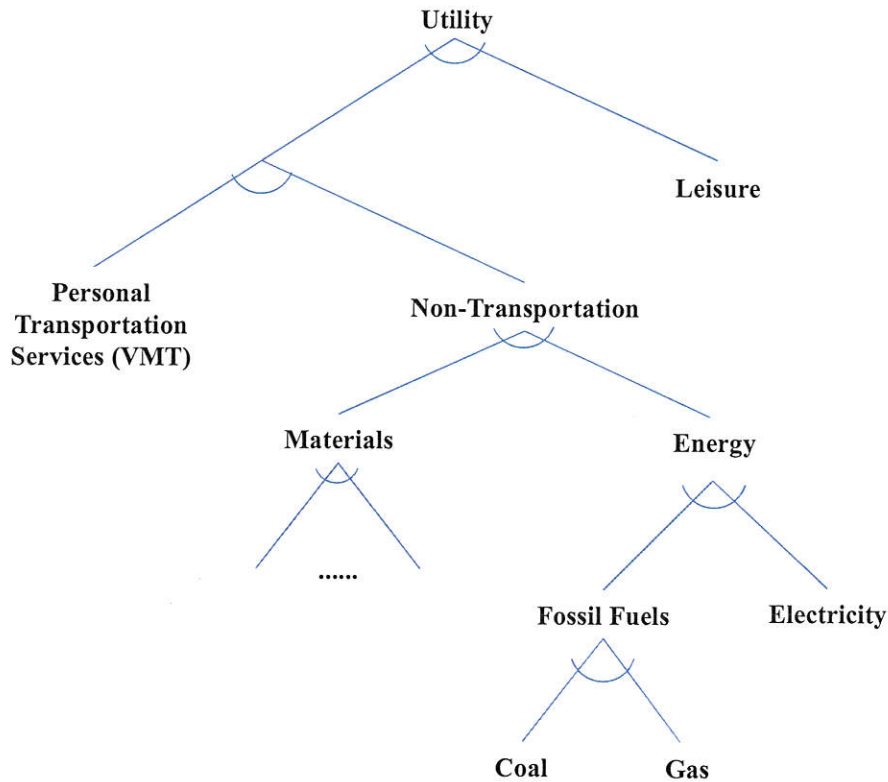 Utility
Leisure
Personal
Transportation
Services (VMT)
Non-Transportation
Materials
Energy
......
Fossil Fuels
Electricity
Coal
Gas